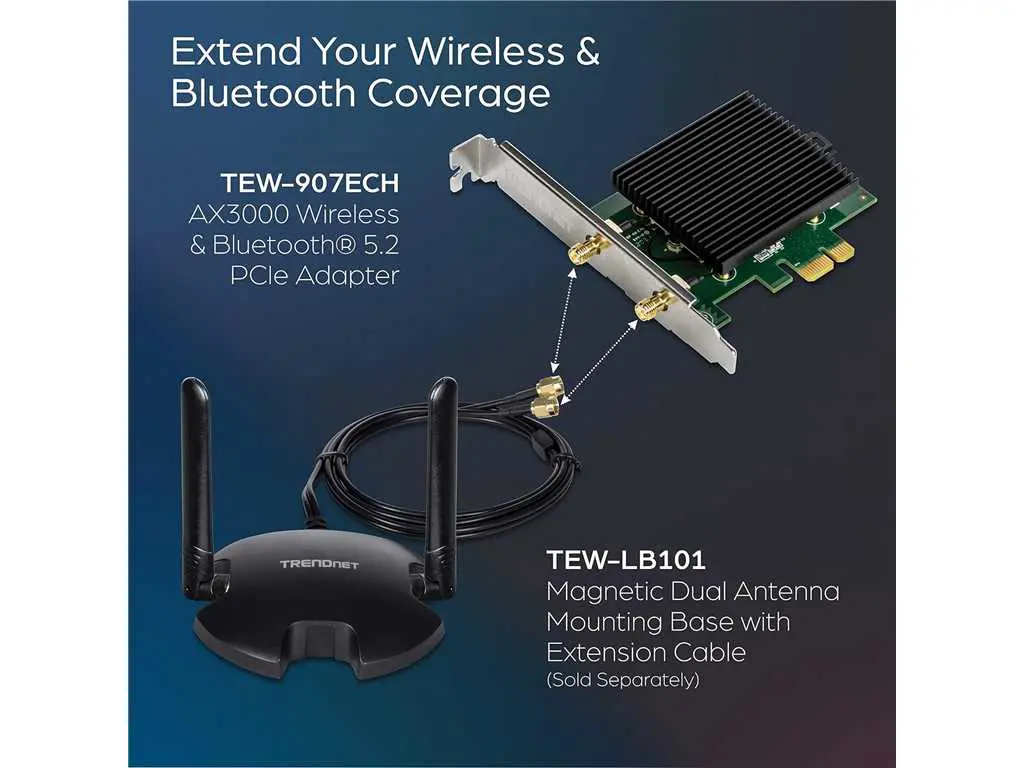 Extend Your Wireless &
Bluetooth Coverage
TEW-907ECH
AX3000 Wireless
& Bluetooth® 5.2
PCIe Adapter
TRENDNET
TEW-LB101
Magnetic Dual Antenna
Mounting Base with
Extension Cable
(Sold Separately)